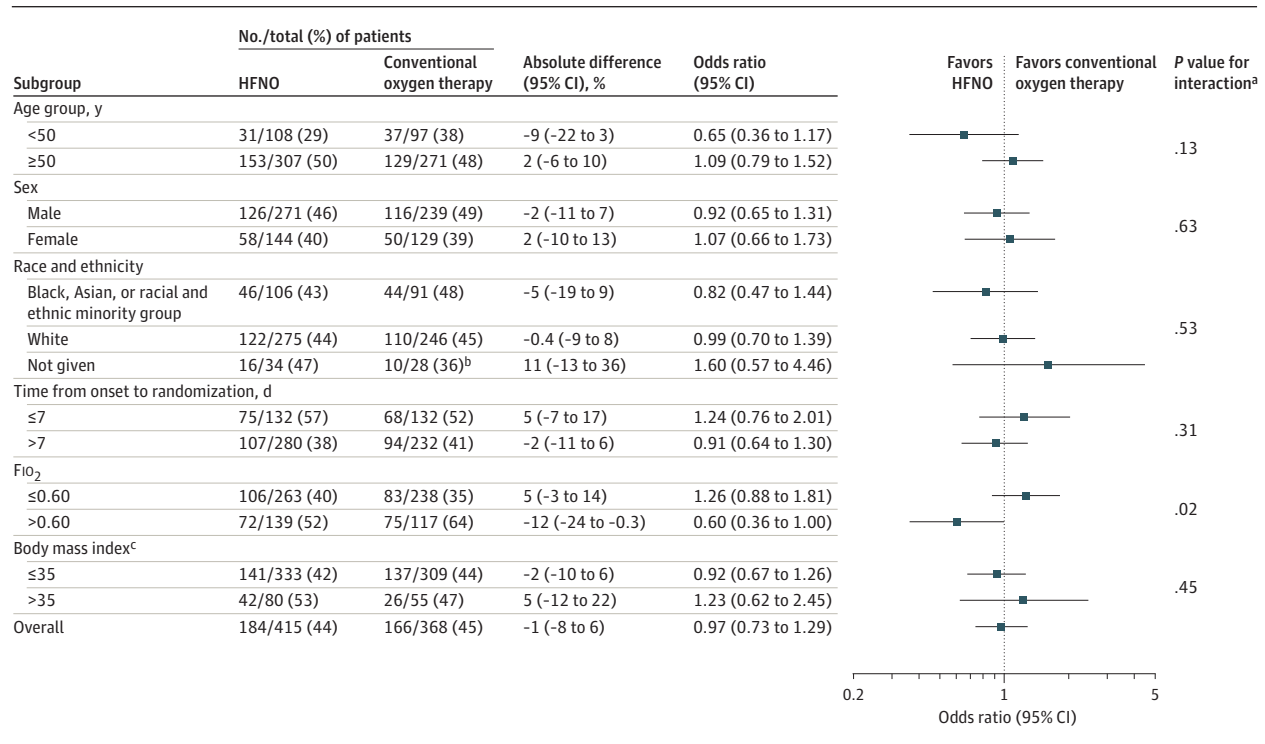 No./total (%) of patients
Subgroup HFNO Conventional oxygen therapy Absolute difference (95% CI), % Odds ratio (95% CI) Favors HFNO Favors conventional oxygen therapy P value for interactionᵃ
Age group, y
<50 31/108 (29) 37/97 (38) -9 (-22 to 3) 0.65 (0.36 to 1.17)
.13
≥50 153/307 (50) 129/271 (48) 2 (-6 to 10) 1.09 (0.79 to 1.52)
Sex
Male 126/271 (46) 116/239 (49) -2 (-11 to 7) 0.92 (0.65 to 1.31)
.63
Female 58/144 (40) 50/129 (39) 2 (-10 to 13) 1.07 (0.66 to 1.73)
Race and ethnicity
Black, Asian, or racial and ethnic minority group 46/106 (43) 44/91 (48) -5 (-19 to 9) 0.82 (0.47 to 1.44)
.53
White 122/275 (44) 110/246 (45) -0.4 (-9 to 8) 0.99 (0.70 to 1.39)
Not given 16/34 (47) 10/28 (36)ᵇ 11 (-13 to 36) 1.60 (0.57 to 4.46)
Time from onset to randomization, d
≤7 75/132 (57) 68/132 (52) 5 (-7 to 17) 1.24 (0.76 to 2.01)
.31
>7 107/280 (38) 94/232 (41) -2 (-11 to 6) 0.91 (0.64 to 1.30)
FIO₂
≤0.60 106/263 (40) 83/238 (35) 5 (-3 to 14) 1.26 (0.88 to 1.81)
.02
>0.60 72/139 (52) 75/117 (64) -12 (-24 to -0.3) 0.60 (0.36 to 1.00)
Body mass indexᶜ
≤35 141/333 (42) 137/309 (44) -2 (-10 to 6) 0.92 (0.67 to 1.26)
.45
>35 42/80 (53) 26/55 (47) 5 (-12 to 22) 1.23 (0.62 to 2.45)
Overall 184/415 (44) 166/368 (45) -1 (-8 to 6) 0.97 (0.73 to 1.29)
0.2 1 5
Odds ratio (95% CI)